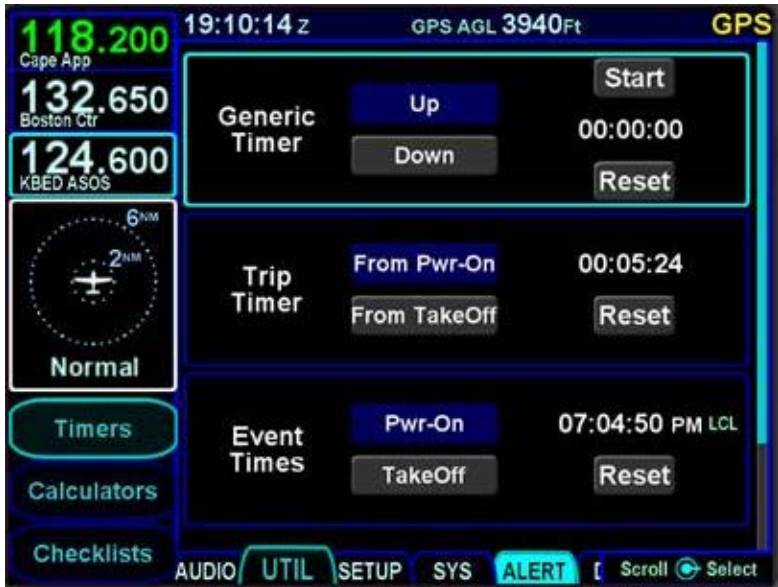 118.200
Cape App
132.650
Boston Ctr
124.600
KBED ASOS
6NM
2NM
Normal
Timers
Calculators
Checklists
19:10:14 Z
GPS AGL 3940Ft
GPS
Generic
Timer
Up
Down
Start
00:00:00
Reset
Trip
Timer
From Pwr-On
From TakeOff
00:05:24
Reset
Event
Times
Pwr-On
TakeOff
07:04:50 PM LCL
Reset
AUDIO UTIL SETUP SYS ALERT Scroll Select